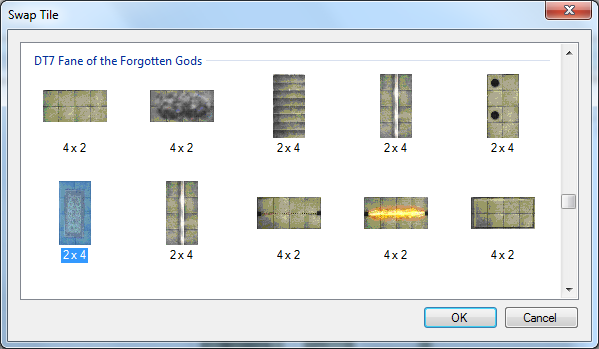 Swap Tile
DT7 Fane of the Forgotten Gods
4 x 2
4 x 2
2 x 4
2 x 4
2 x 4
2 x 4
2 x 4
4 x 2
4 x 2
4 x 2
OK
Cancel